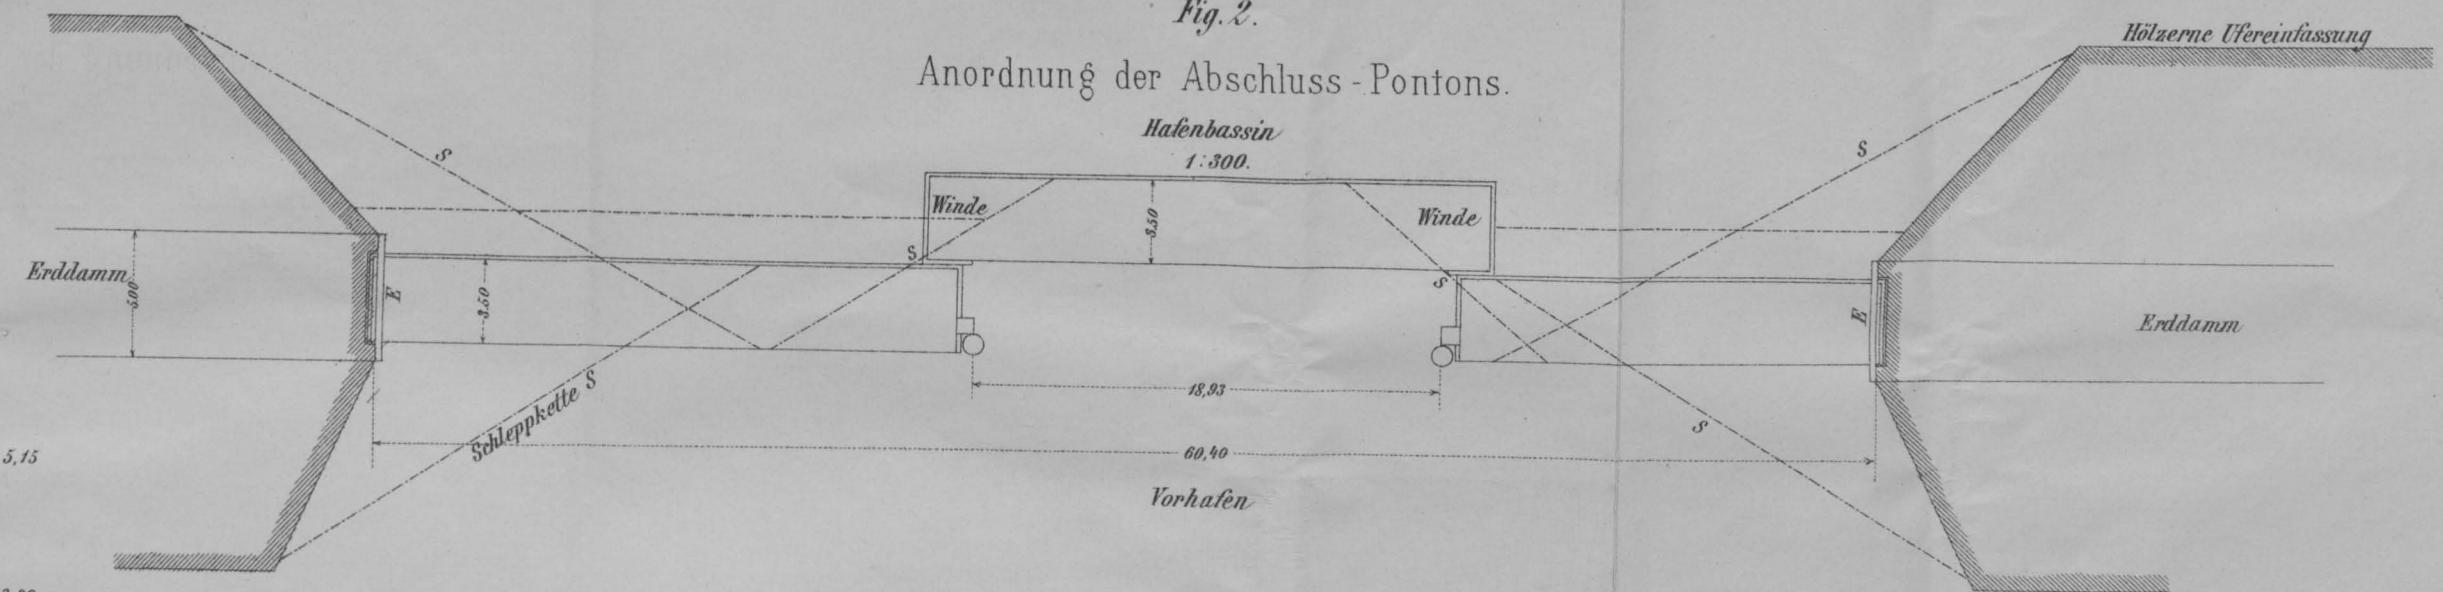 Fig. 2.
Hölzerne Ufereinfassung
Anordnung der Abschluss-Pontons.
Hafenbassin
1:300.
S
S
Winde
3.50
Winde
S
Erddamm
5.00
E
3.50
S
E
Erddamm
18,93
Schleppkette S
S
60,40
5,15
Vorhafen